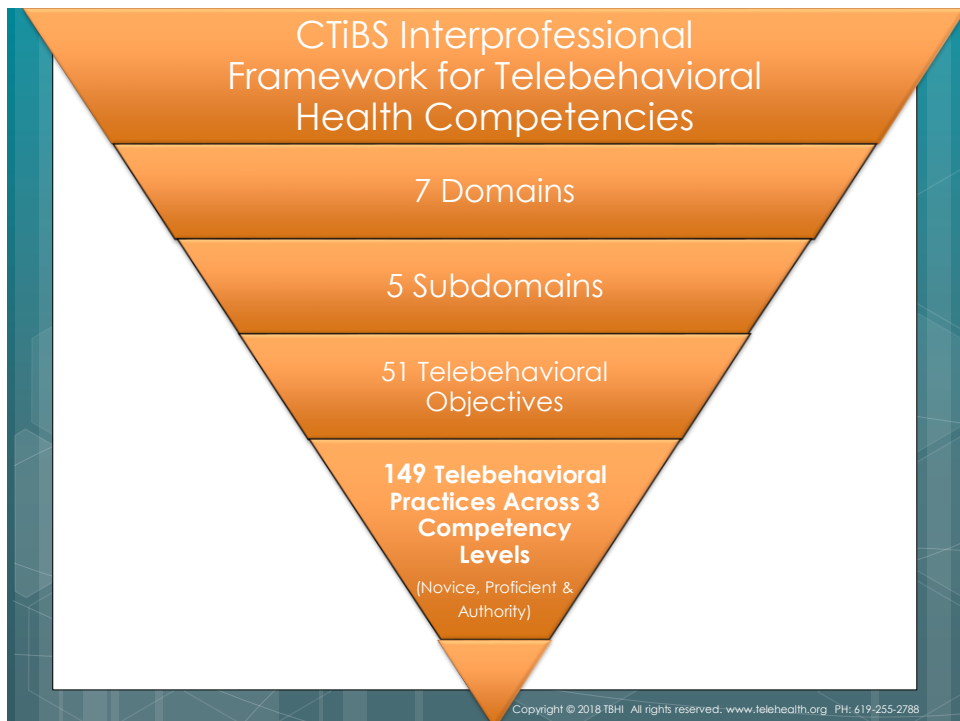 CTiBS Interprofessional
Framework for Telebehavioral
Health Competencies
7 Domains
5 Subdomains
51 Telebehavioral
Objectives
149 Telebehavioral
Practices Across 3
Competency
Levels
(Novice, Proficient &
Authority)
Copyright © 2018 TBHI All rights reserved. www.telehealth.org PH: 619-255-2788